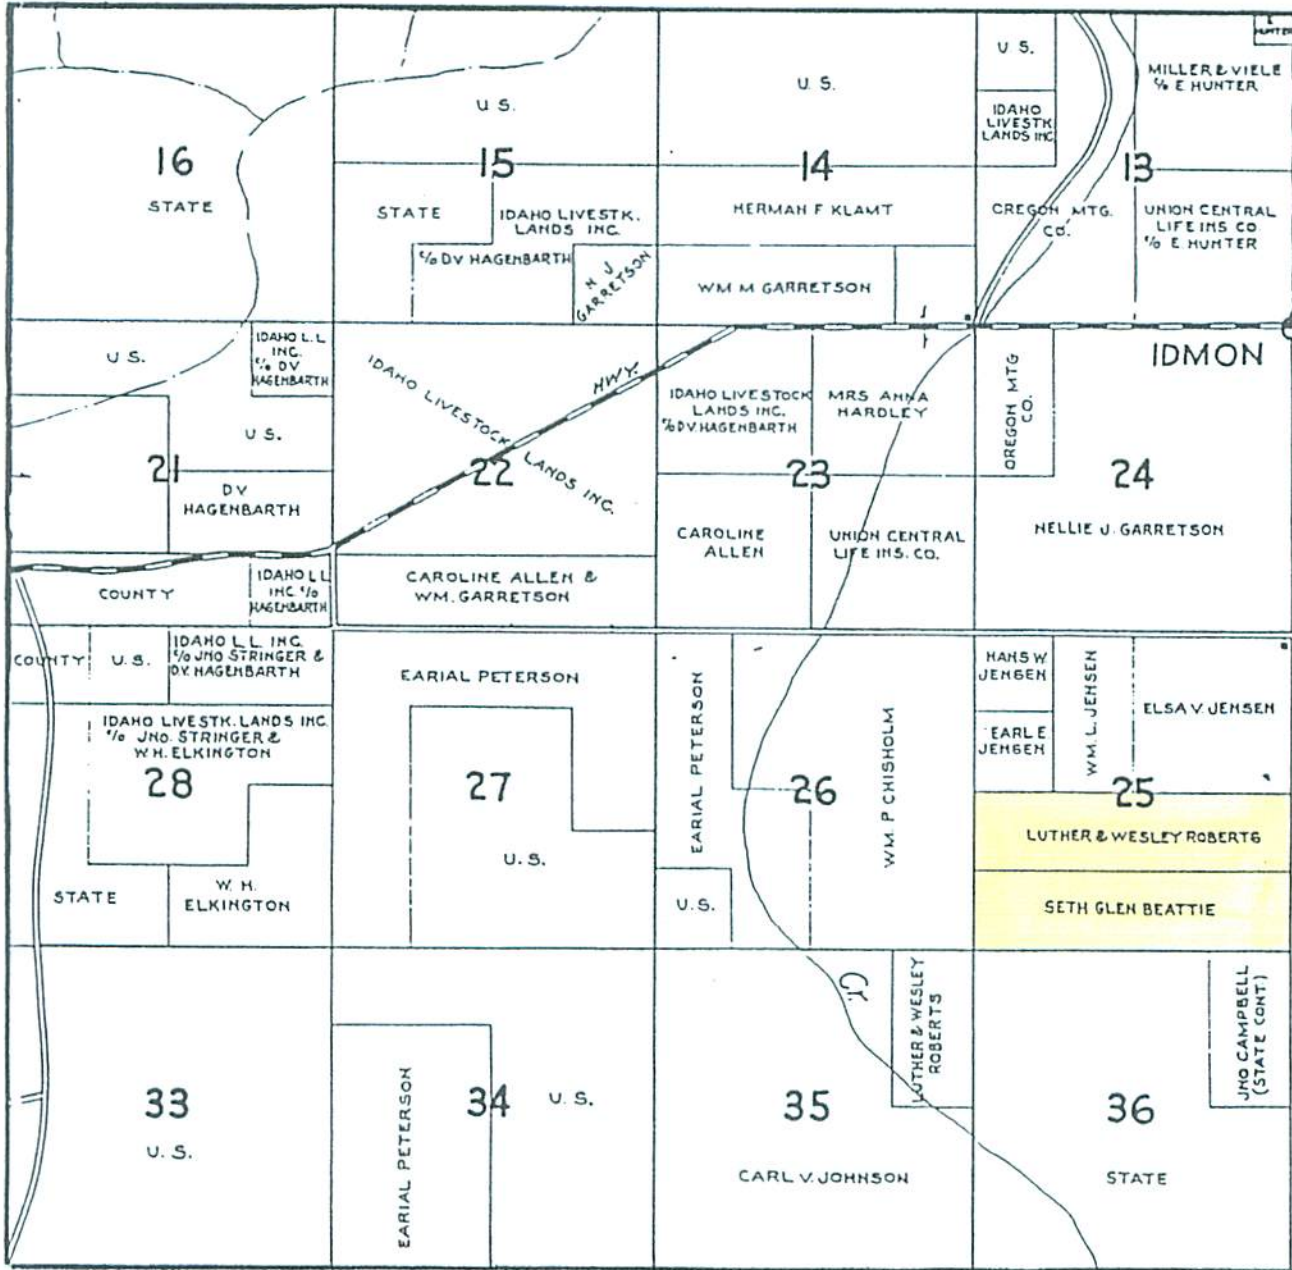 E
HUNTER
16
STATE
U. S.
15
STATE
IDAHO LIVESTK.
LANDS INC.
℅ D.V. HAGENBARTH
N J
GARRETSON
U. S.
14
HERMAN F KLAMT
WM M GARRETSON
U. S.
IDAHO
LIVESTK
LANDS INC
MILLER & VIELE
℅ E HUNTER
13
CREGON MTG.
CO.
UNION CENTRAL
LIFE INS CO
℅ E HUNTER
IDMON
U. S.
IDAHO L.L
INC.
℅ DV
HAGENBARTH
U S.
21
DV
HAGENBARTH
COUNTY
IDAHO L L
INC ℅
HAGENBARTH
IDAHO LIVESTOCK LANDS INC.
HWY.
22
CAROLINE ALLEN &
WM. GARRETSON
IDAHO LIVESTOCK
LANDS INC.
℅ D.V. HAGENBARTH
MRS ANNA
HARDLEY
23
CAROLINE
ALLEN
UNION CENTRAL
LIFE INS. CO.
OREGON MTG
CO.
24
NELLIE J. GARRETSON
COUNTY
U. S.
IDAHO L L. INC.
℅ JNO STRINGER &
D.V. HAGENBARTH
IDAHO LIVESTK. LANDS INC.
℅ JNO. STRINGER &
W.H. ELKINGTON
28
STATE
W. H.
ELKINGTON
EARIAL PETERSON
27
U. S.
EARIAL PETERSON
26
U. S.
WM. P CHISHOLM
HANS W.
JENSEN
EARL E
JENSEN
WM. L. JENSEN
ELSA V. JENSEN
25
LUTHER & WESLEY ROBERTS
SETH GLEN BEATTIE
33
U. S.
EARIAL PETERSON
34
U. S.
Cr.
LUTHER & WESLEY
ROBERTS
35
CARL V. JOHNSON
JNO CAMPBELL
(STATE CONT.)
36
STATE